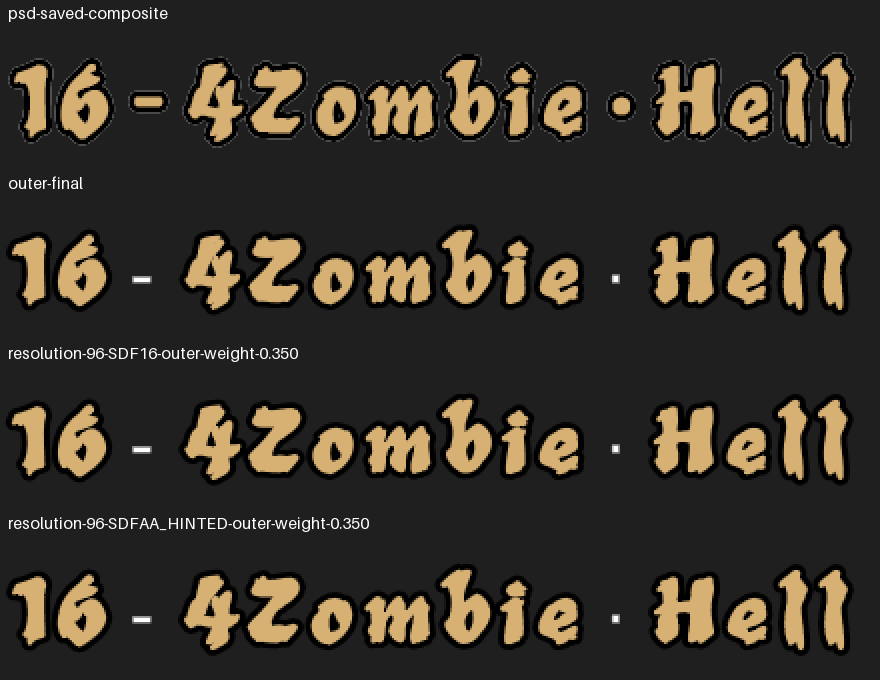 psd-saved-composite
16 - 4Zombie · Hell
outer-final
16 - 4Zombie · Hell
resolution-96-SDF16-outer-weight-0.350
16 - 4Zombie · Hell
resolution-96-SDFAA_HINTED-outer-weight-0.350
16 - 4Zombie · Hell